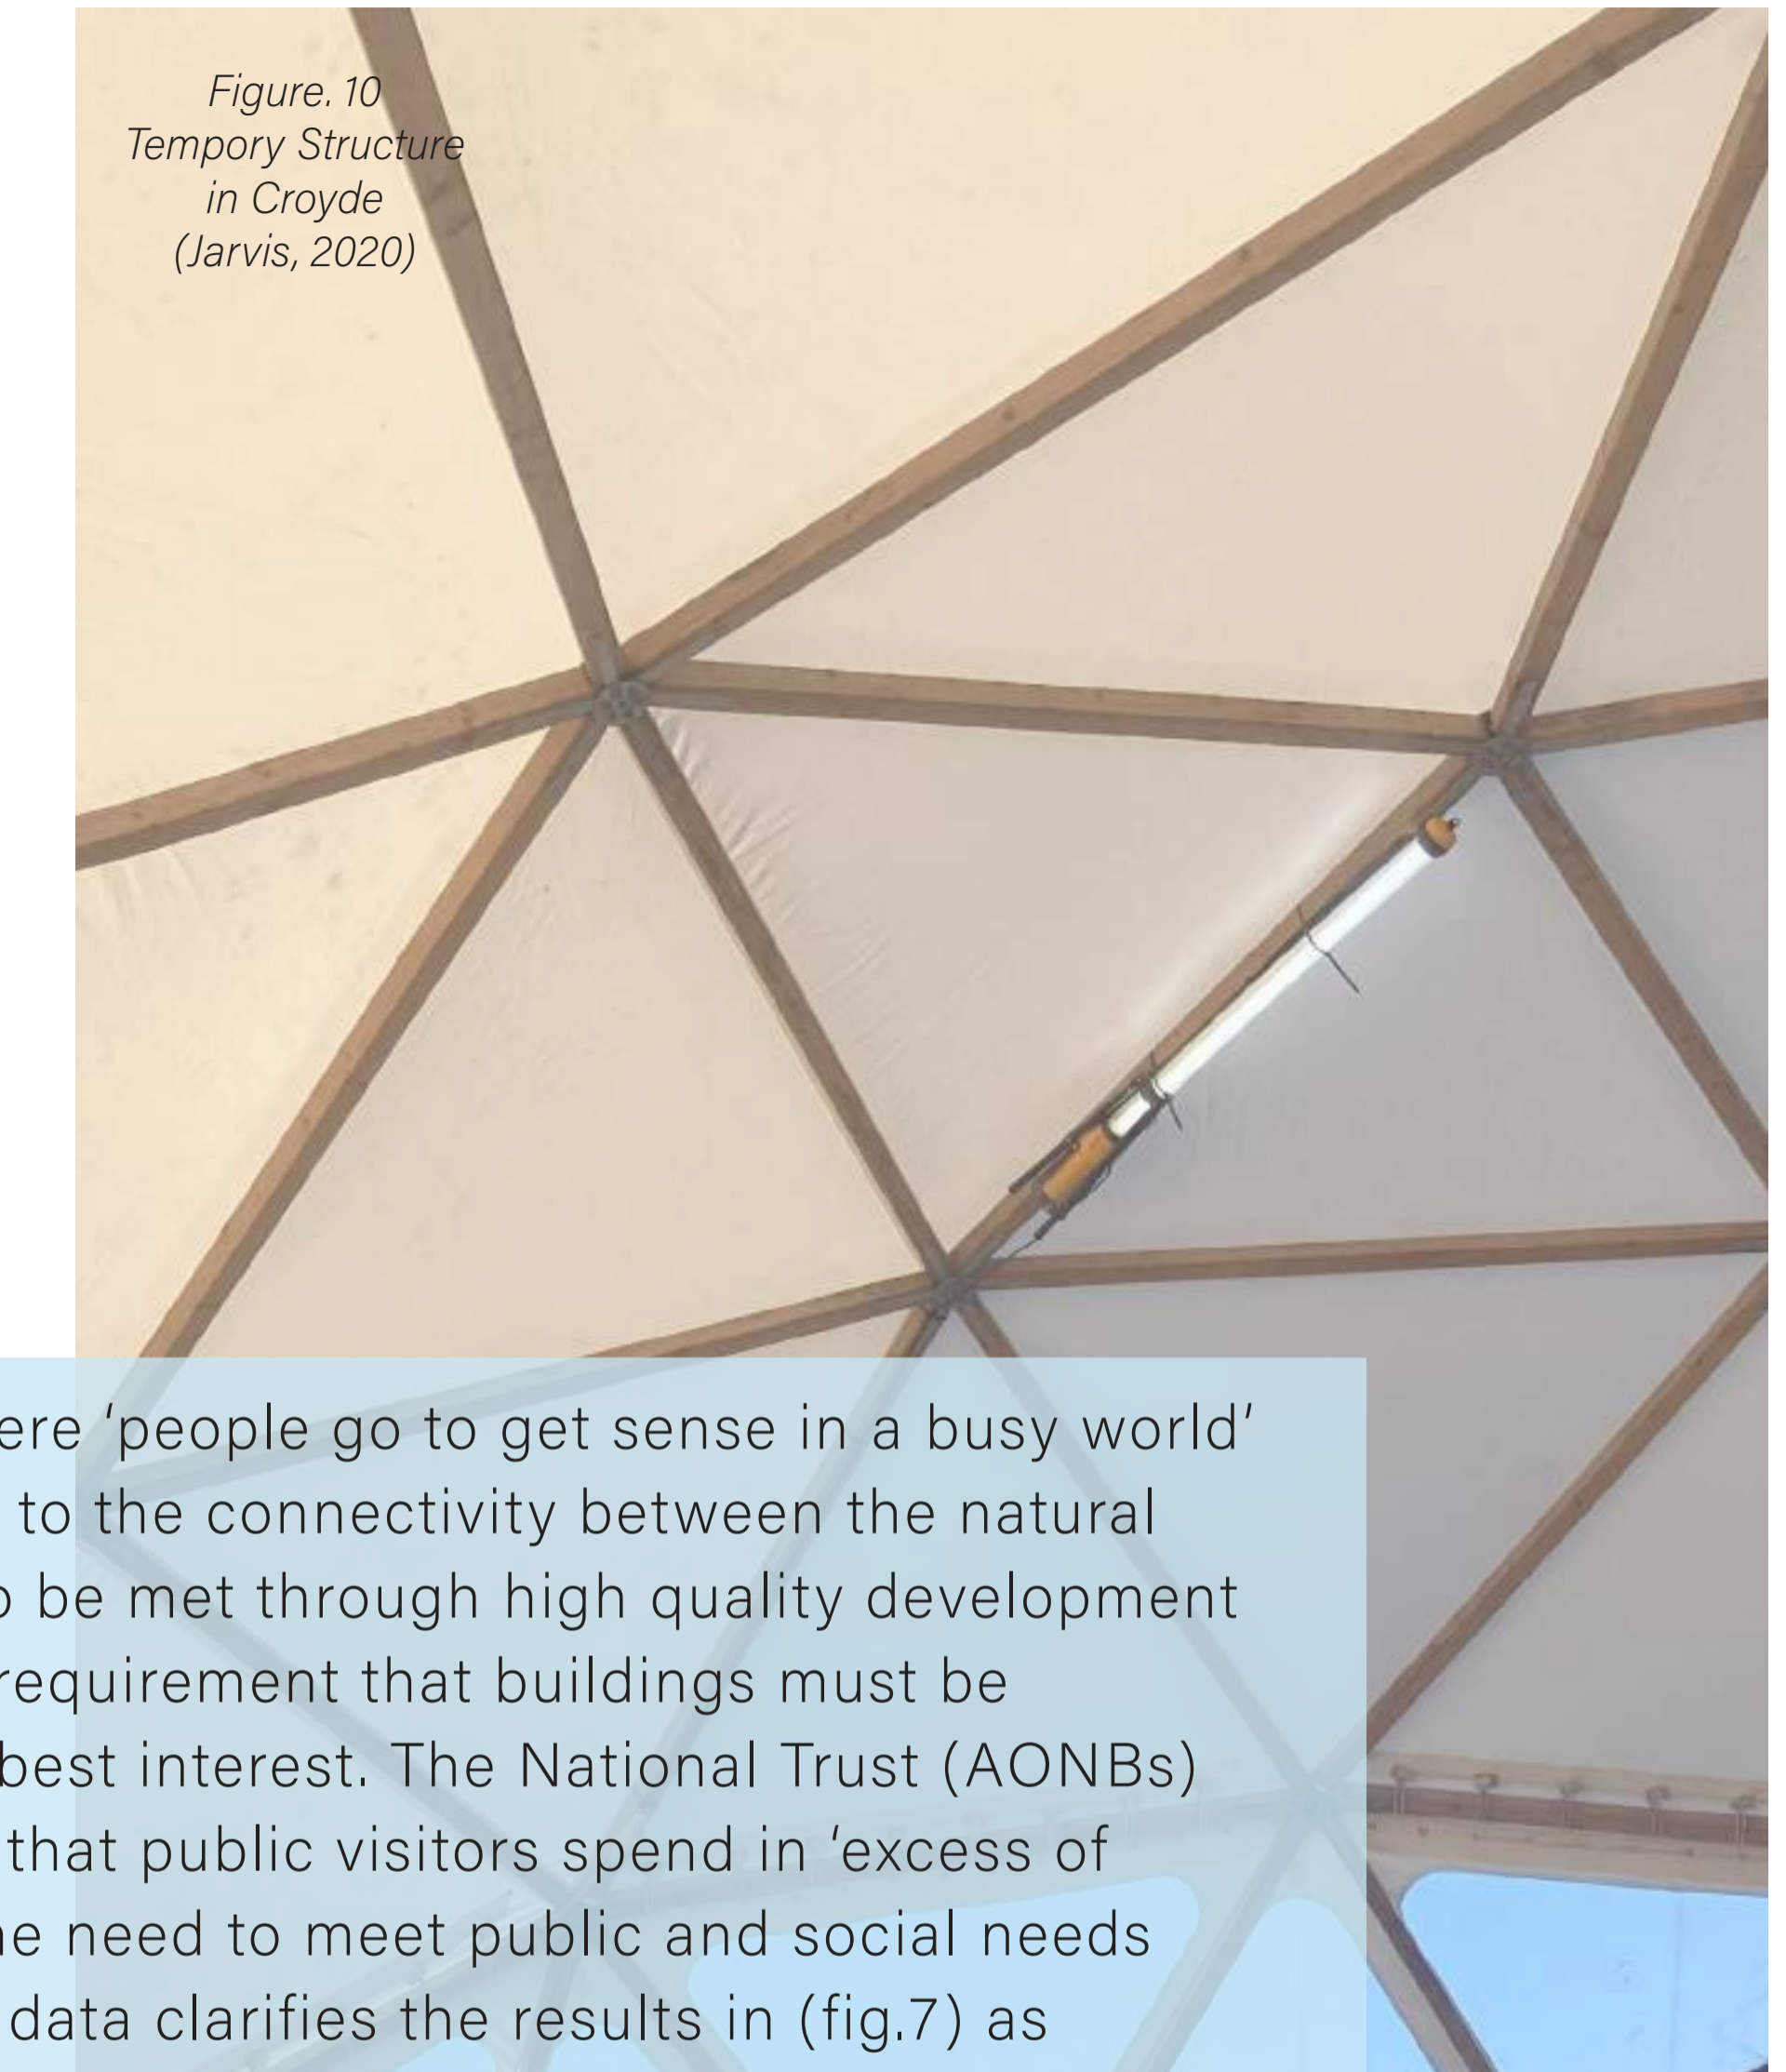 Figure. 10
Tempory Structure
in Croyde
(Jarvis, 2020)
ere ‘people go to get sense in a busy world’
to the connectivity between the natural
be met through high quality development
requirement that buildings must be
best interest. The National Trust (AONBs)
that public visitors spend in ‘excess of
need to meet public and social needs
data clarifies the results in (fig.7) as